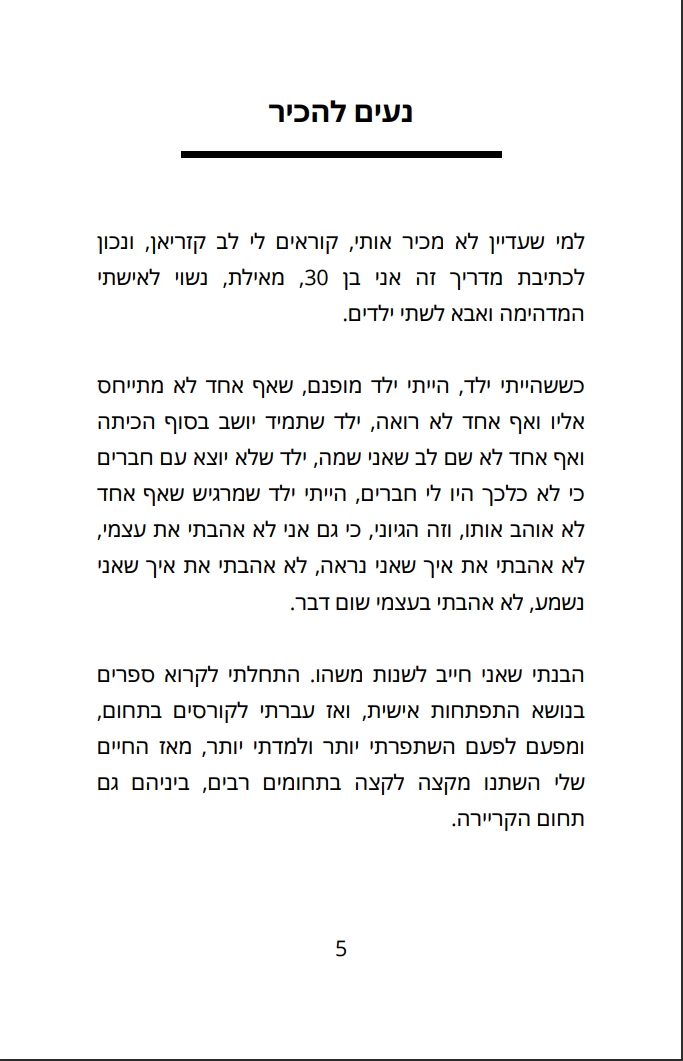 נעים להכיר
למי שעדיין לא מכיר אותי, קוראים לי לב קזריאן, ונכון
לכתיבת מדריך זה אני בן 30, מאילת, נשוי לאישתי
המדהימה ואבא לשתי ילדים.
כששהייתי ילד, הייתי ילד מופנם, שאף אחד לא מתייחס
אליו ואף אחד לא רואה, ילד שתמיד יושב בסוף הכיתה
ואף אחד לא שם לב שאני שמה, ילד שלא יוצא עם חברים
כי לא כלכך היו לי חברים, הייתי ילד שמרגיש שאף אחד
לא אוהב אותו, וזה הגיוני, כי גם אני לא אהבתי את עצמי,
לא אהבתי את איך שאני נראה, לא אהבתי את איך שאני
נשמע, לא אהבתי בעצמי שום דבר.
הבנתי שאני חייב לשנות משהו. התחלתי לקרוא ספרים
בנושא התפתחות אישית, ואז עברתי לקורסים בתחום,
ומפעם לפעם השתפרתי יותר ולמדתי יותר, מאז החיים
שלי השתנו מקצה לקצה בתחומים רבים, ביניהם גם
תחום הקריירה.
5